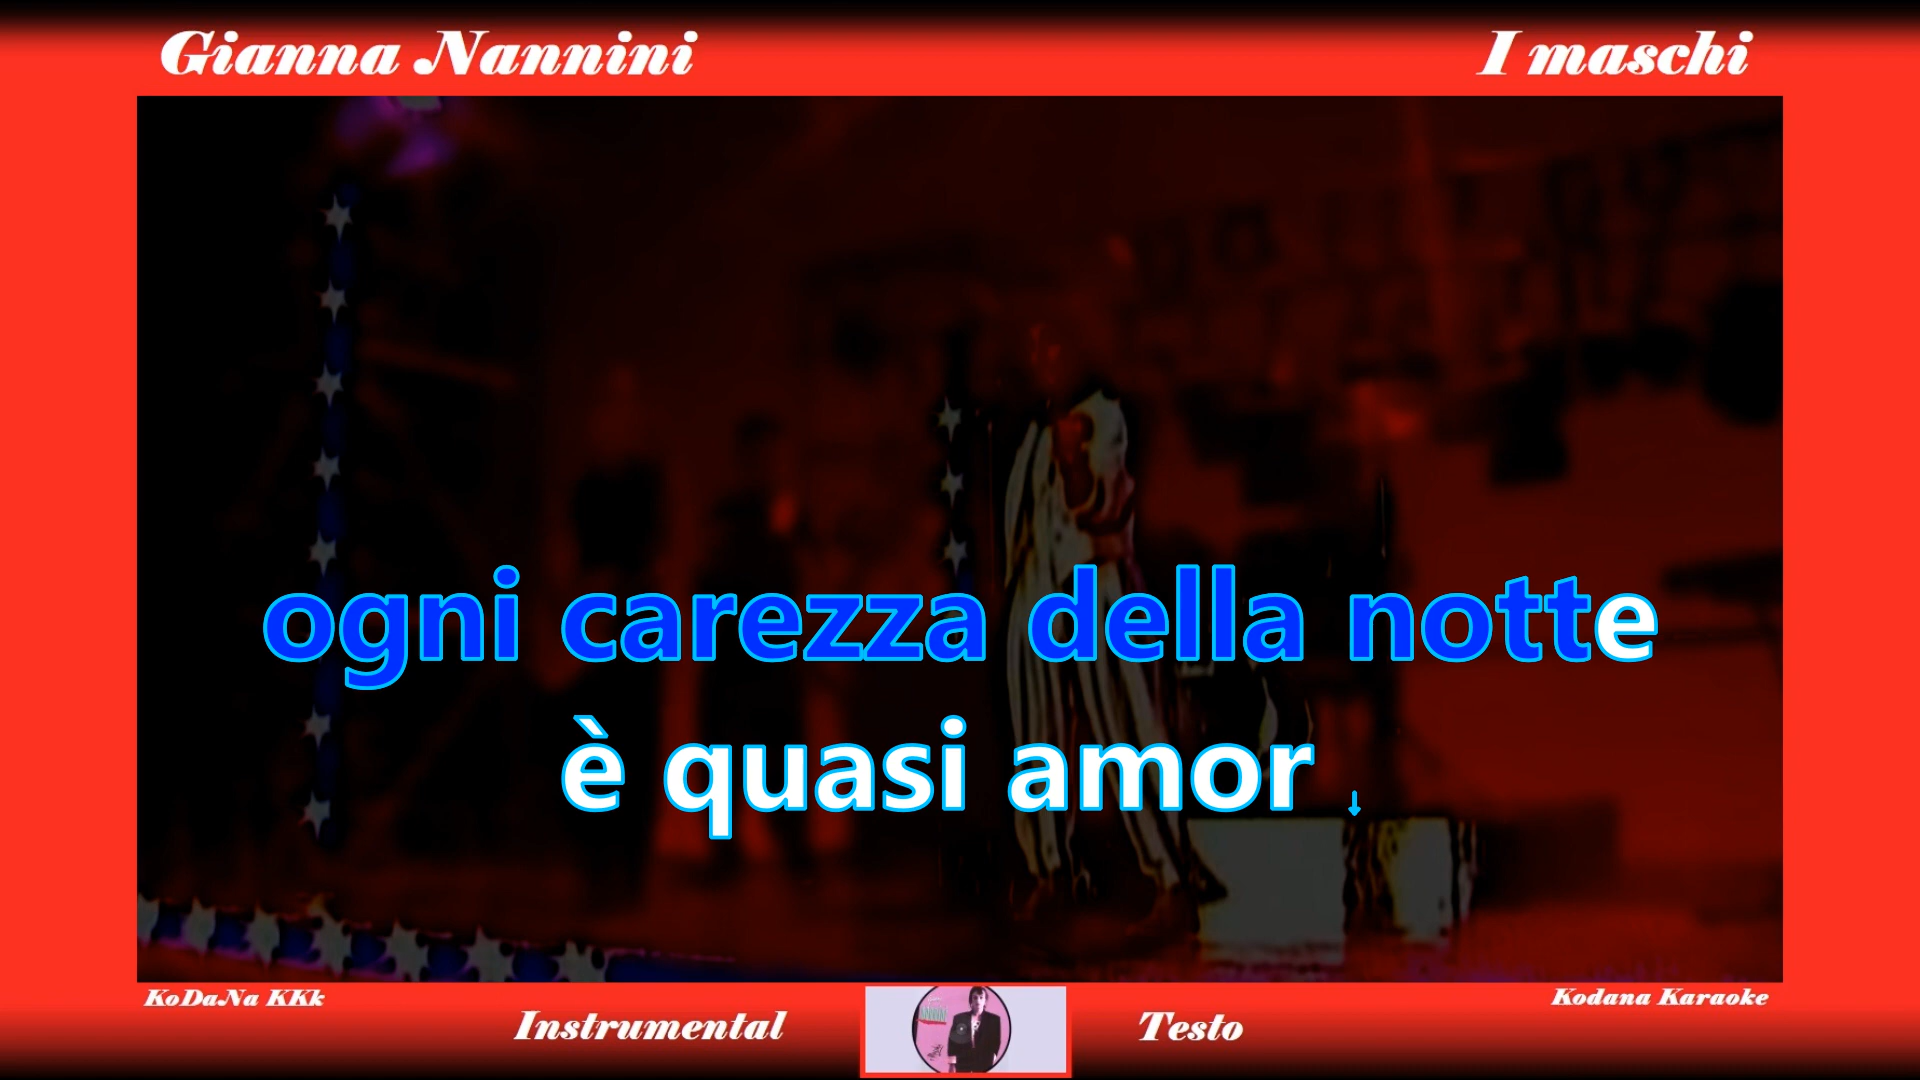 Gianna Nannini
I maschi
ogni carezza della notte
è quasi amor ↓
KoDaNa KKk
Kodana Karaoke
Instrumental
Testo